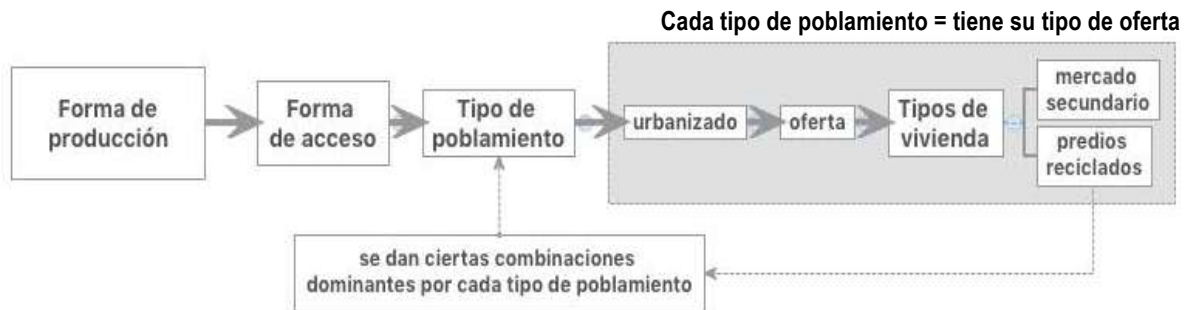 Cada tipo de poblamiento = tiene su tipo de oferta
Forma de
producción
Forma
de acceso
Tipo de
poblamiento
urbanizado
oferta
Tipos de
vivienda
mercado
secundario
predios
reciclados
se dan ciertas combinaciones
dominantes por cada tipo de poblamiento